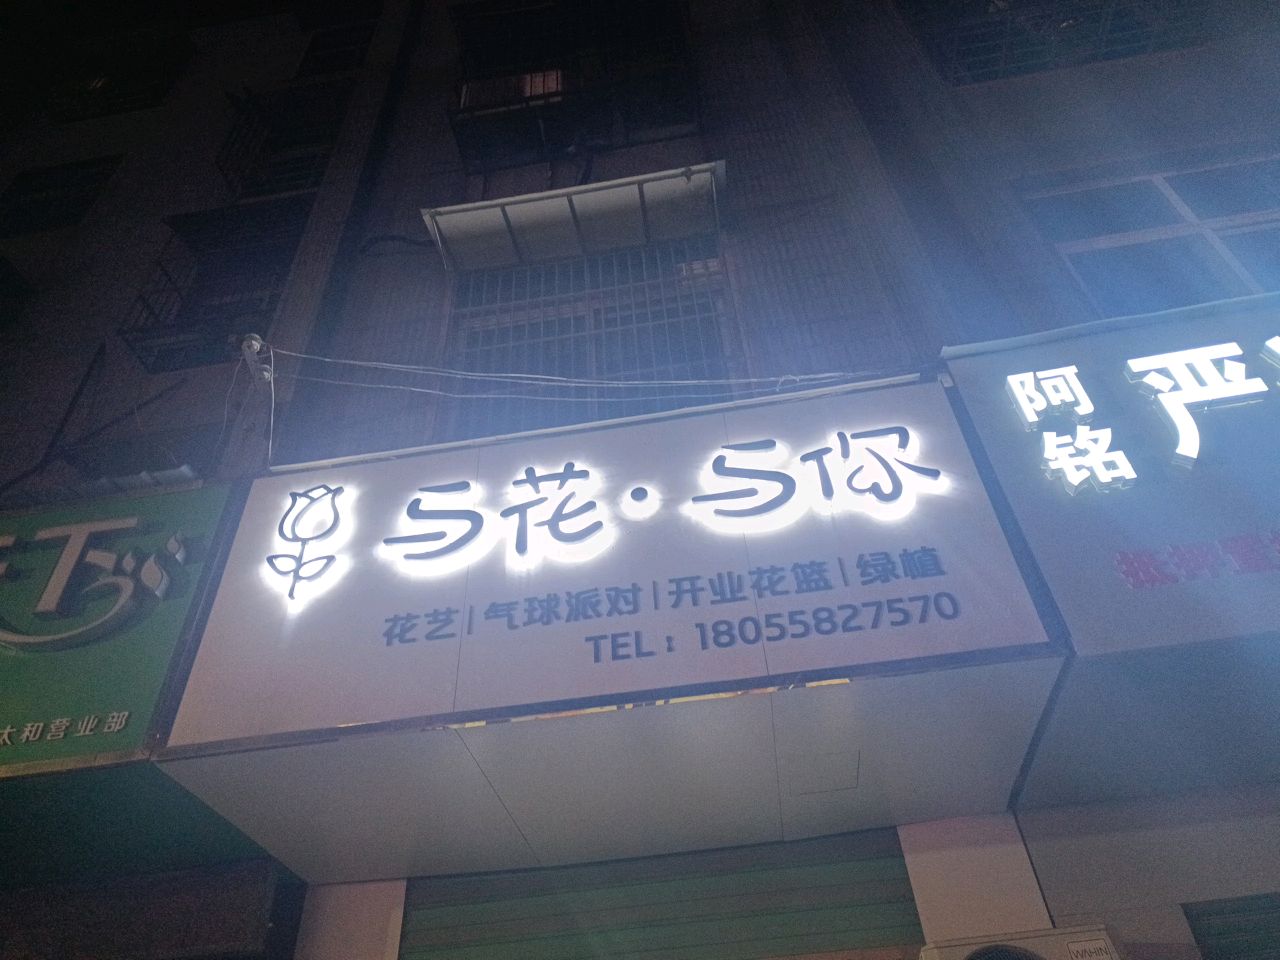 与花·与你
花艺|气球派对|开业花篮|绿植
TEL：18055827570
阿铭
严
太和营业部
WAHIN